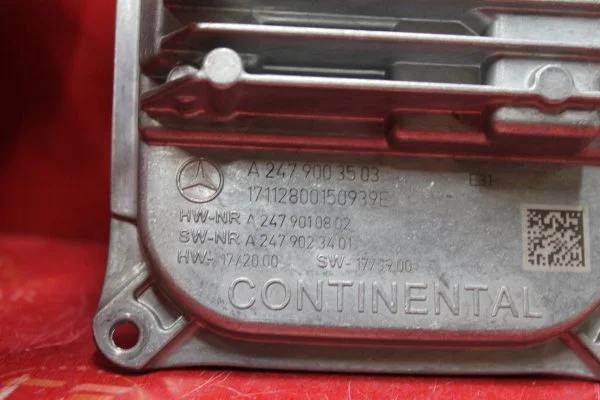 A 247 900 35 03
E31
17112800150939E
HW-NR A 247 901 08 02
SW-NR A 247 902 34 01
HW- 17/20.00 SW- 17/39.00
CONTINENTAL